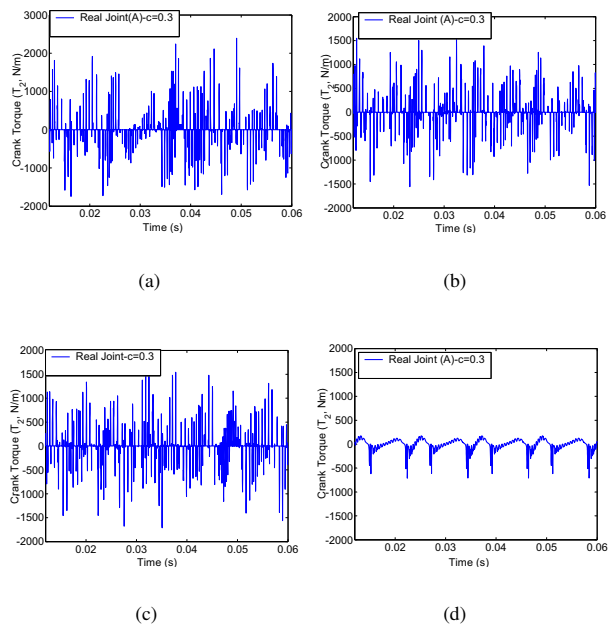 Real Joint(A)-c=0.3
3000
2000
1000
0
-1000
-2000
0.02 0.03 0.04 0.05 0.06
Crank Torque (T2, N/m)
Time (s)
(a)
Real Joint (A)-c=0.3
2000
1500
1000
500
0
-500
-1000
-1500
-2000
0.02 0.03 0.04 0.05 0.06
Crank Torque (T2, N/m)
Time (s)
(b)
Real Joint-c=0.3
2000
1500
1000
500
0
-500
1000
1500
-2000
0.02 0.03 0.04 0.05 0.06
Crank Torque (T2, N/m)
Time (s)
(c)
Real Joint (A)-c=0.3
2000
1500
1000
500
0
-500
-1000
-1500
-2000
0.02 0.03 0.04 0.05 0.06
Crank Torque (T2, Nm)
Time (s)
(d)